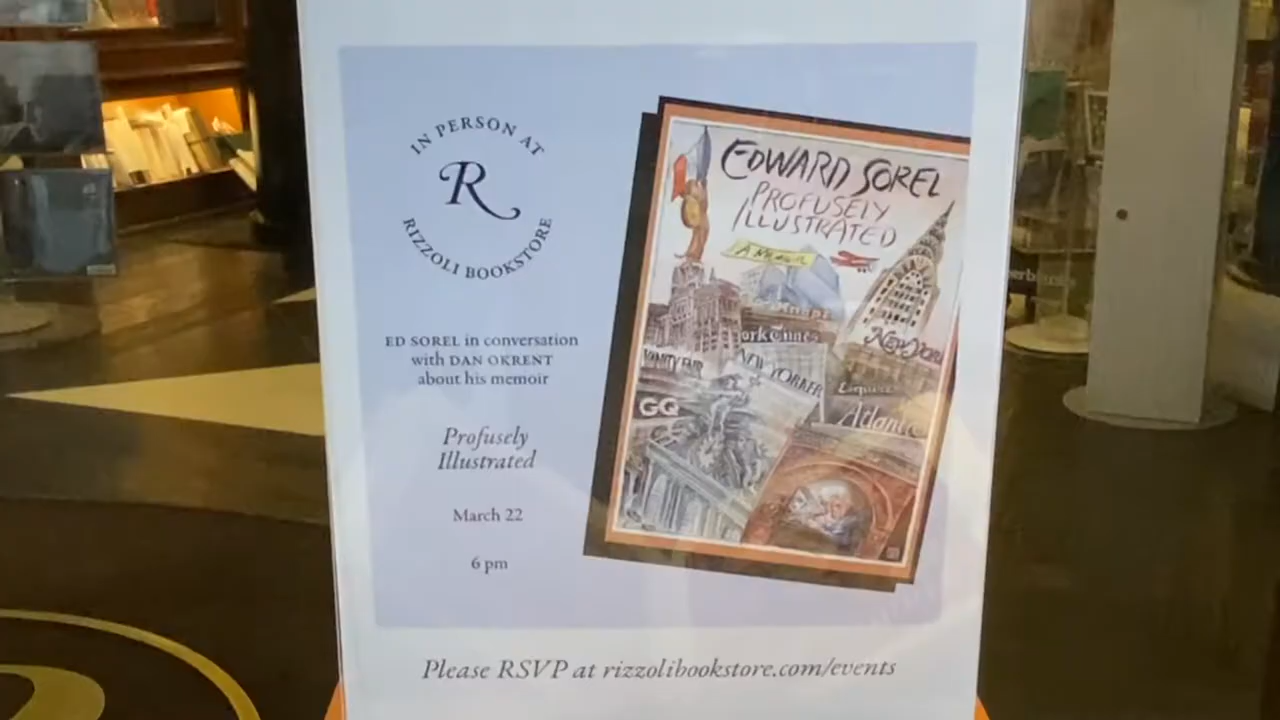 IN PERSON AT
R
RIZZOLI BOOKSTORE
ED SOREL in conversation
with DAN OKRENT
about his memoir
Profusely
Illustrated
March 22
6 pm
EDWARD SOREL
PROFUSELY
ILLUSTRATED
A MEMOIR
ork Times
NEW YORK
VANITY FAIR
NEW YORKER
Esquire
GQ
Atlantic
Please RSVP at rizzolibookstore.com/events